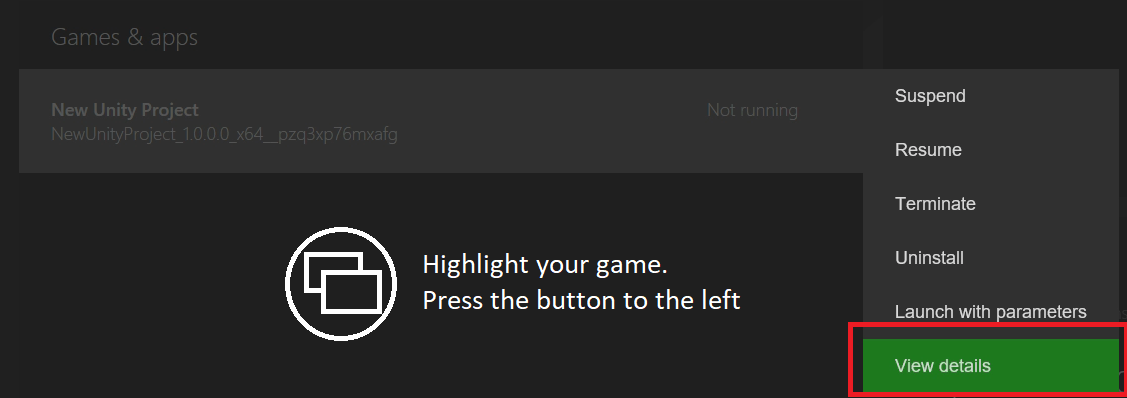 Games & apps
New Unity Project
Not running
NewUnityProject_1.0.0.0_x64__pzq3xp76mxafg
Highlight your game.
Press the button to the left
Suspend
Resume
Terminate
Uninstall
Launch with parameters
View details